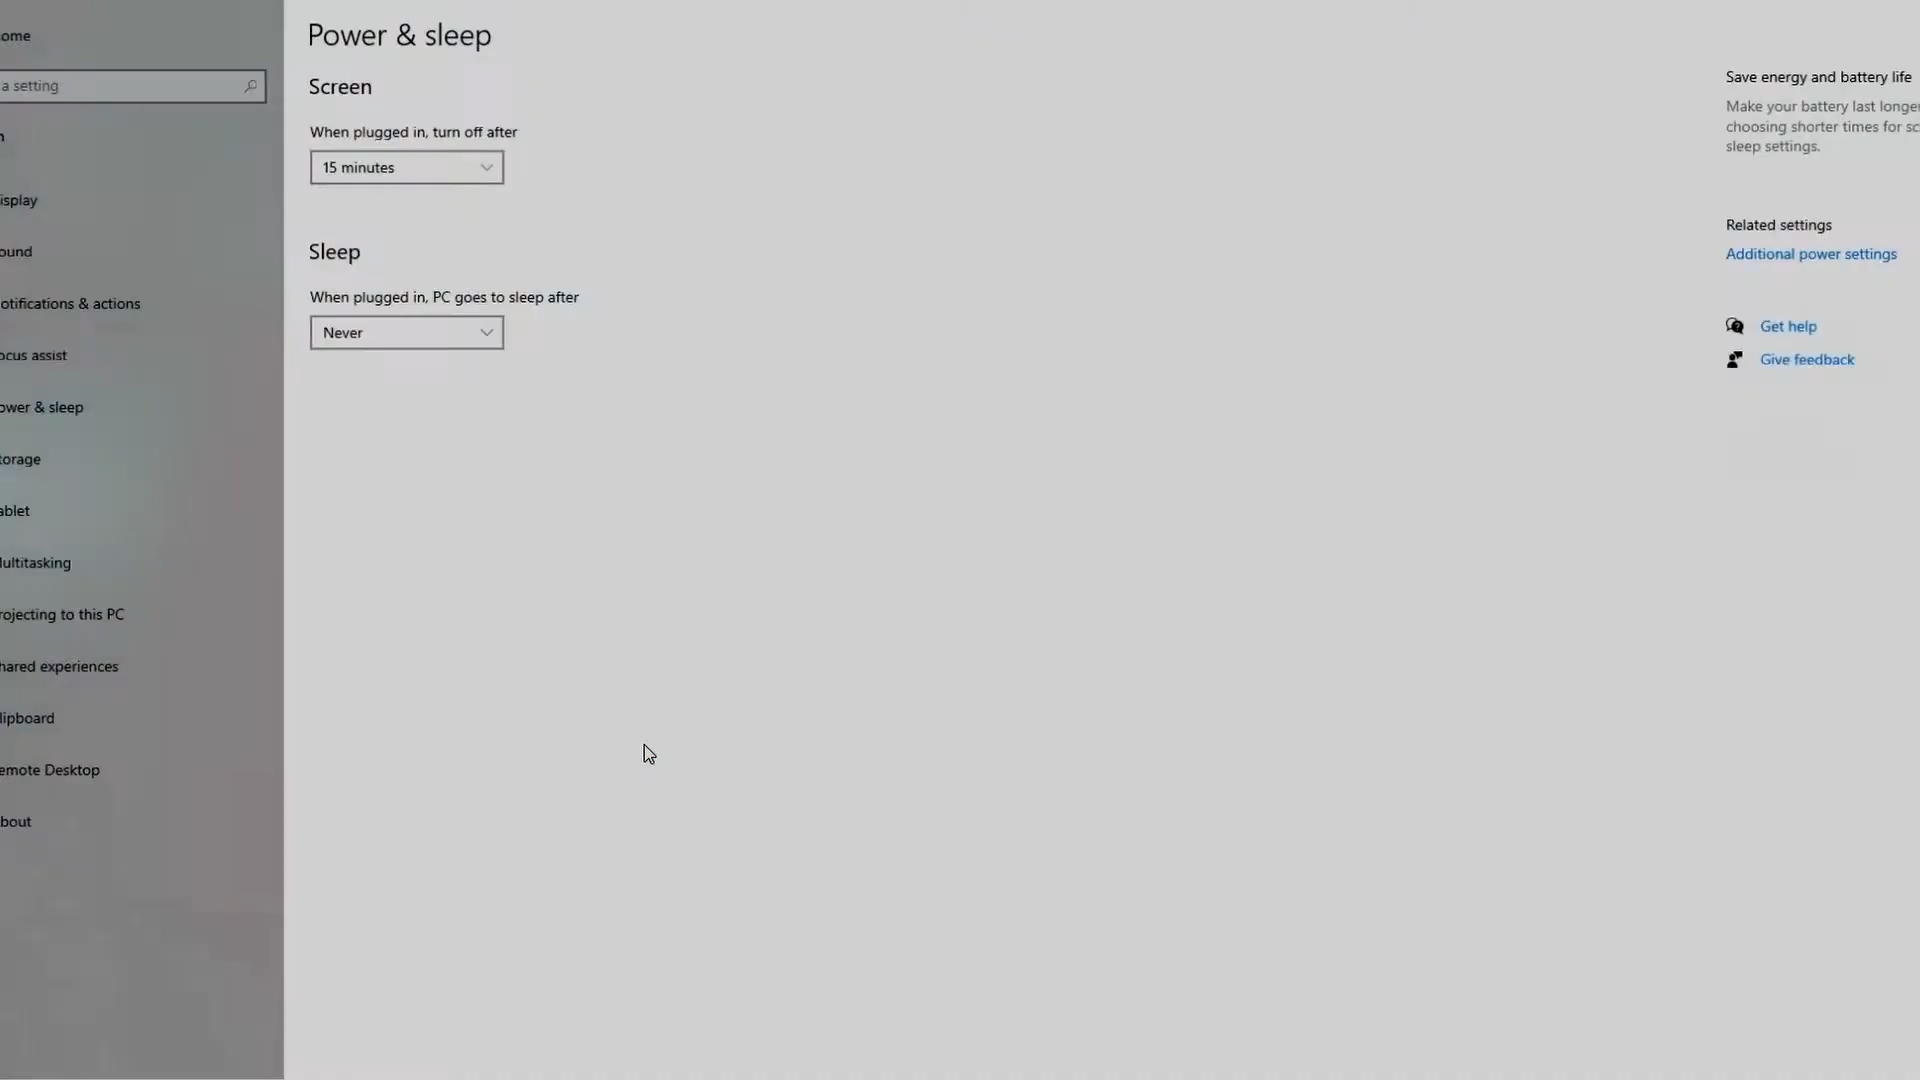 ome
a setting
n
isplay
ound
otifications & actions
ocus assist
ower & sleep
torage
ablet
ultitasking
rojecting to this PC
hared experiences
lipboard
emote Desktop
bout
Power & sleep
Screen
When plugged in, turn off after
15 minutes
Sleep
When plugged in, PC goes to sleep after
Never
Save energy and battery life
Make your battery last longer
choosing shorter times for sc
sleep settings.
Related settings
Additional power settings
Get help
Give feedback